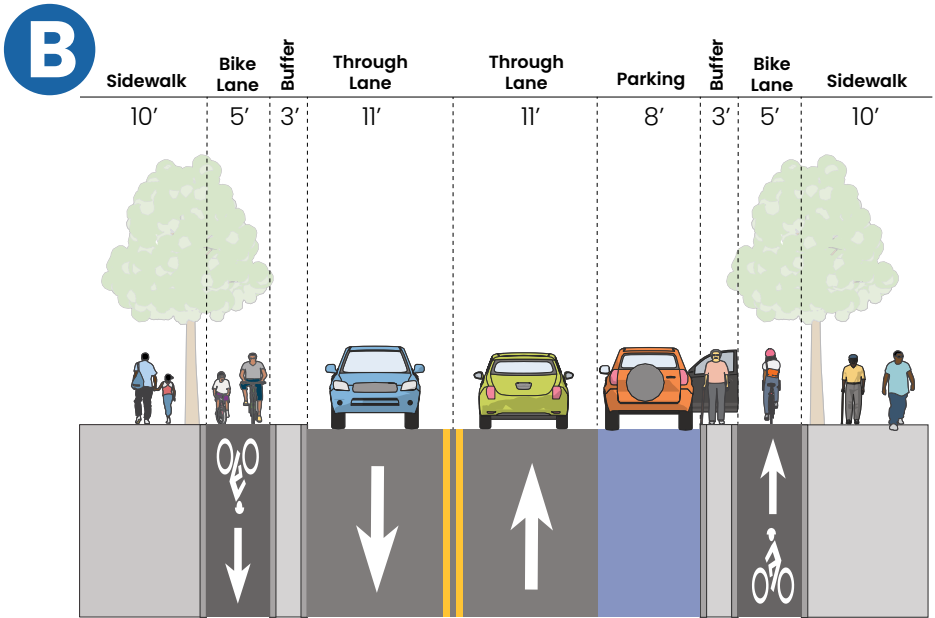 B
Sidewalk
Bike
Lane
Buffer
Through
Lane
Through
Lane
Parking
Buffer
Bike
Lane
Sidewalk
10’
5’
3’
11’
11’
8’
3’
5’
10’